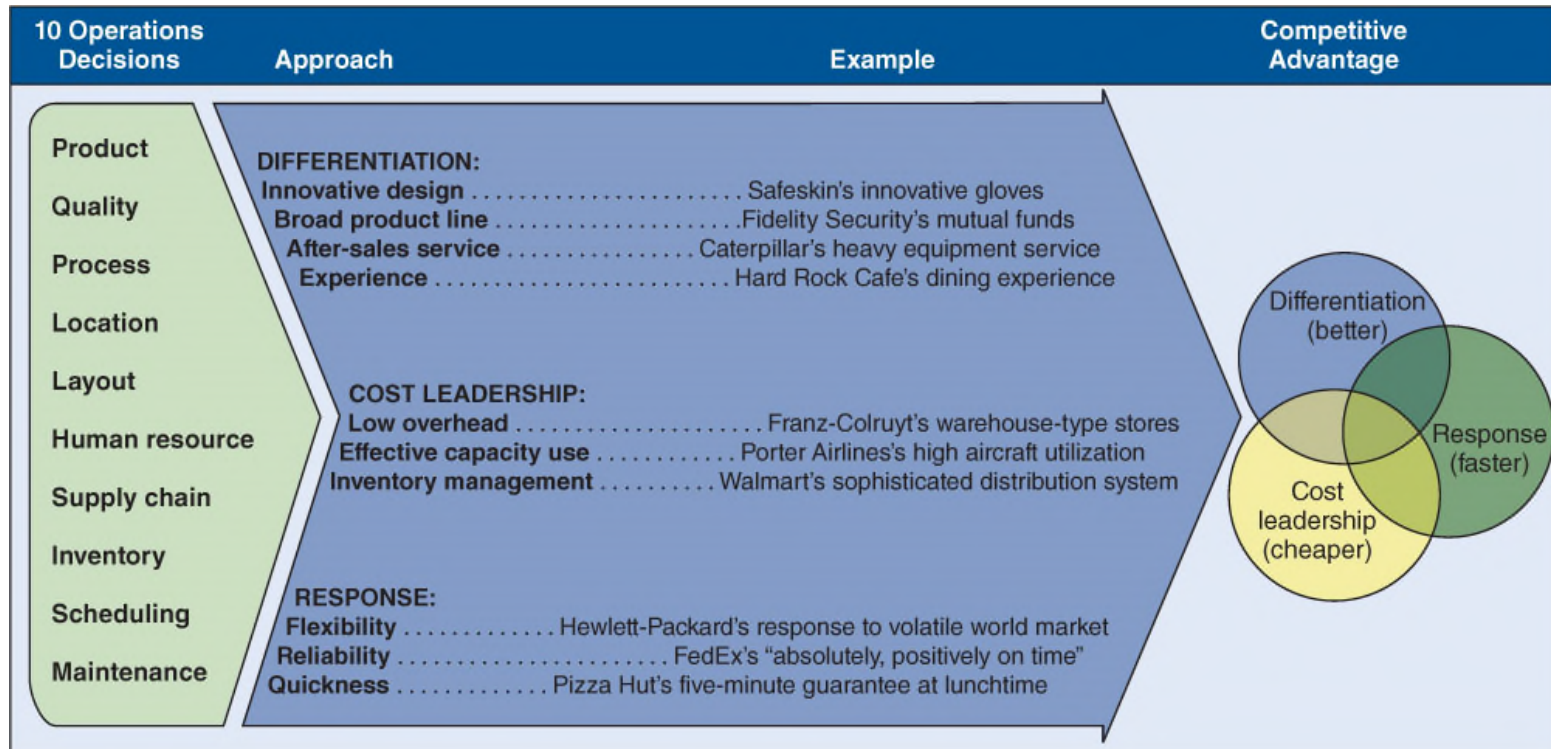 10 Operations
Decisions
Approach
Example
Competitive
Advantage
Product
Quality
Process
Location
Layout
Human resource
Supply chain
Inventory
Scheduling
Maintenance
DIFFERENTIATION:
Innovative design . . . . . . . . . . . . . . . . . . . . . . . Safeskin’s innovative gloves
Broad product line . . . . . . . . . . . . . . . . . . . . Fidelity Security’s mutual funds
After-sales service . . . . . . . . . . . . . . . . Caterpillar’s heavy equipment service
Experience . . . . . . . . . . . . . . . . . . . . . . . . . Hard Rock Cafe’s dining experience
COST LEADERSHIP:
Low overhead . . . . . . . . . . . . . . . . . . . . . Franz-Colruyt’s warehouse-type stores
Effective capacity use . . . . . . . . . . . . Porter Airlines’s high aircraft utilization
Inventory management . . . . . . . . . . Walmart’s sophisticated distribution system
RESPONSE:
Flexibility . . . . . . . . . . . . . Hewlett-Packard’s response to volatile world market
Reliability . . . . . . . . . . . . . . . . . . . . . . . FedEx’s “absolutely, positively on time”
Quickness . . . . . . . . . . . . . Pizza Hut’s five-minute guarantee at lunchtime
Differentiation
(better)
Response
(faster)
Cost
leadership
(cheaper)